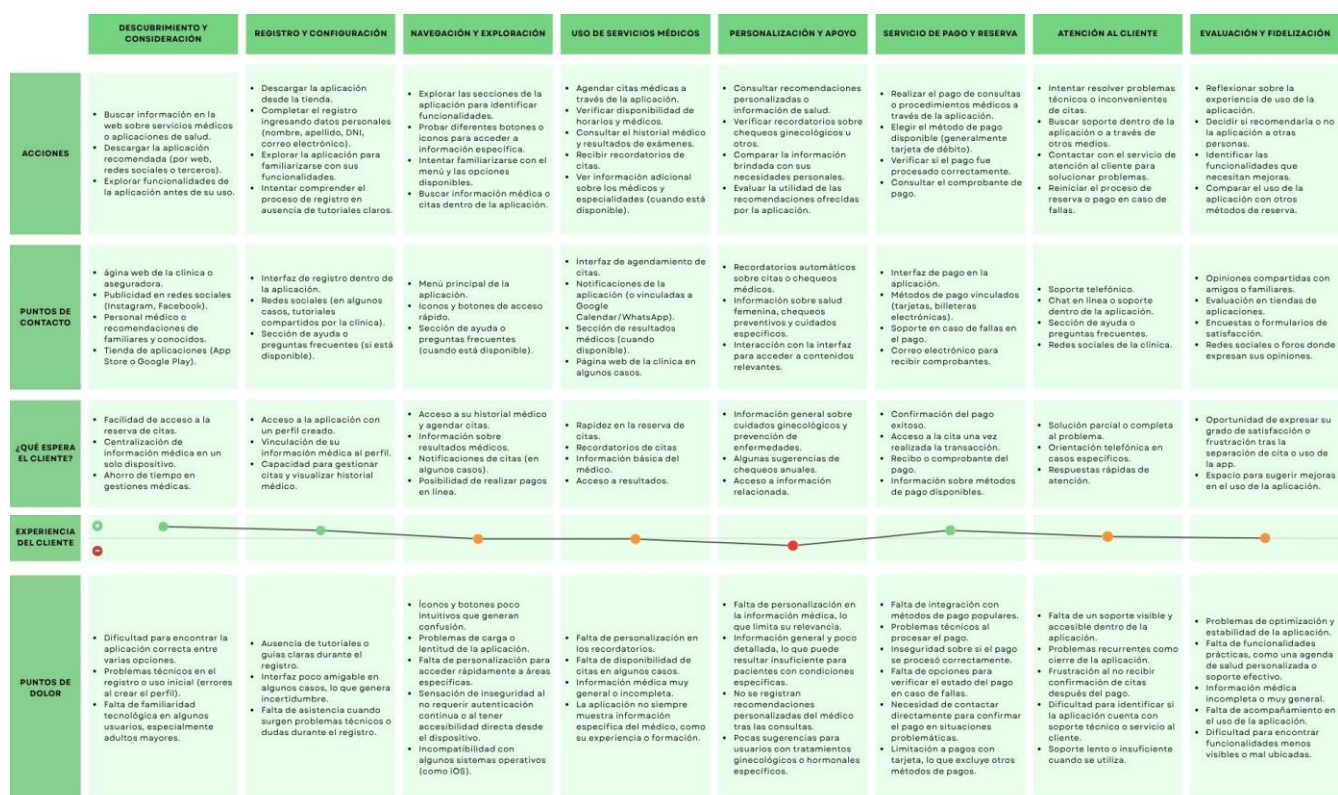 DESCUBRIMIENTO Y
CONSIDERACIÓN
REGISTRO Y CONFIGURACIÓN
NAVEGACIÓN Y EXPLORACIÓN
USO DE SERVICIOS MÉDICOS
PERSONALIZACIÓN Y APOYO
SERVICIO DE PAGO Y RESERVA
ATENCIÓN AL CLIENTE
EVALUACIÓN Y FIDELIZACIÓN
ACCIONES
• Buscar información en la
web sobre servicios médicos
o aplicaciones de salud.
• Descargar la aplicación
recomendada (por web,
redes sociales o terceros).
• Explorar funcionalidades de
la aplicación antes de su uso.
• Descargar la aplicación
desde la tienda.
• Completar el registro
ingresando datos personales
(nombre, apellido, DNI,
correo electrónico).
• Explorar la aplicación para
familiarizarse con sus
funcionalidades.
• Intentar comprender el
proceso de registro en
ausencia de tutoriales claros.
• Explorar las secciones de la
aplicación para identificar
funcionalidades.
• Probar diferentes botones o
iconos para acceder a
información específica.
• Intentar familiarizarse con el
menú y las opciones
disponibles.
• Buscar información médica o
citas dentro de la aplicación.
• Agendar citas médicas a
través de la aplicación.
• Verificar disponibilidad de
horarios y médicos.
• Consultar el historial médico
y resultados de exámenes.
• Recibir recordatorios de
citas.
• Ver información adicional
sobre los médicos y
especialidades (cuando está
disponible).
• Consultar recomendaciones
personalizadas o
información de salud.
• Verificar recordatorios sobre
chequeos ginecológicos u
otros.
• Comparar la información
brindada con sus
necesidades personales.
• Evaluar la utilidad de las
recomendaciones ofrecidas
por la aplicación.
• Realizar el pago de consultas
o procedimientos médicos a
través de la aplicación.
• Elegir el método de pago
disponible (generalmente
tarjeta de débito).
• Verificar si el pago fue
procesado correctamente.
• Consultar el comprobante de
pago.
• Intentar resolver problemas
técnicos o inconvenientes
de citas.
• Buscar soporte dentro de la
aplicación o a través de
otros medios.
• Contactar con el servicio de
atención al cliente para
solucionar problemas.
• Reiniciar el proceso de
reserva o pago en caso de
fallas.
• Reflexionar sobre la
experiencia de uso de la
aplicación.
• Decidir si recomendaría o no
la aplicación a otras
personas.
• Identificar las
funcionalidades que
necesitan mejoras.
• Comparar el uso de la
aplicación con otros
métodos de reserva.
PUNTOS DE
CONTACTO
• ágina web de la clínica o
aseguradora.
• Publicidad en redes sociales
(Instagram, Facebook).
• Personal médico o
recomendaciones de
familiares y conocidos.
• Tienda de aplicaciones (App
Store o Google Play).
• Interfaz de registro dentro de
la aplicación.
• Redes sociales (en algunos
casos, tutoriales
compartidos por la clínica).
• Sección de ayuda o
preguntas frecuentes (si está
disponible).
• Menú principal de la
aplicación.
• Iconos y botones de acceso
rápido.
• Sección de ayuda o
preguntas frecuentes
(cuando está disponible).
• Interfaz de agendamiento de
citas.
• Notificaciones de la
aplicación (o vinculadas a
Google
Calendar/WhatsApp).
• Sección de resultados
médicos (cuando
disponible).
• Página web de la clínica en
algunos casos.
• Recordatorios automáticos
sobre citas o chequeos
médicos.
• Información sobre salud
femenina, chequeos
preventivos y cuidados
específicos.
• Interacción con la interfaz
para acceder a contenidos
relevantes.
• Interfaz de pago en la
aplicación.
• Métodos de pago vinculados
(tarjetas, billeteras
electrónicas).
• Soporte en caso de fallas en
el pago.
• Correo electrónico para
recibir comprobantes.
• Soporte telefónico.
• Chat en línea o soporte
dentro de la aplicación.
• Sección de ayuda o
preguntas frecuentes.
• Redes sociales de la clínica.
• Opiniones compartidas con
amigos o familiares.
• Evaluación en tiendas de
aplicaciones.
• Encuestas o formularios de
satisfacción.
• Redes sociales o foros donde
expresan sus opiniones.
¿QUÉ ESPERA
EL CLIENTE?
• Facilidad de acceso a la
reserva de citas.
• Centralización de
información médica en un
solo dispositivo.
• Ahorro de tiempo en
gestiones médicas.
• Acceso a la aplicación con
un perfil creado.
• Vinculación de su
información médica al perfil.
• Capacidad para gestionar
citas y visualizar historial
médico.
• Acceso a su historial médico
y agendar citas.
• Información sobre
resultados médicos.
• Notificaciones de citas (en
algunos casos).
• Posibilidad de realizar pagos
en línea.
• Rapidez en la reserva de
citas.
• Recordatorios de citas
• Información básica del
médico.
• Acceso a resultados.
• Información general sobre
cuidados ginecológicos y
prevención de
enfermedades.
• Algunas sugerencias de
chequeos anuales.
• Acceso a información
relacionada.
• Confirmación del pago
exitoso.
• Acceso a la cita una vez
realizada la transacción.
• Recibo o comprobante del
pago.
• Información sobre métodos
de pago disponibles.
• Solución parcial o completa
al problema.
• Orientación telefónica en
casos específicos.
• Respuestas rápidas de
atención.
• Oportunidad de expresar su
grado de satisfacción o
frustración tras la
separación de cita o uso de
la app.
• Espacio para sugerir mejoras
en el uso de la aplicación.
EXPERIENCIA
DEL CLIENTE
PUNTOS DE
DOLOR
• Dificultad para encontrar la
aplicación correcta entre
varias opciones.
• Problemas técnicos en el
registro o uso inicial (errores
al crear el perfil).
• Falta de familiaridad
tecnológica en algunos
usuarios, especialmente
adultos mayores.
• Ausencia de tutoriales o
guías claras durante el
registro.
• Interfaz poco amigable en
algunos casos, lo que genera
incertidumbre.
• Falta de asistencia cuando
surgen problemas técnicos o
dudas durante el registro.
• Íconos y botones poco
intuitivos que generan
confusión.
• Problemas de carga o
lentitud de la aplicación.
• Falta de personalización para
acceder rápidamente a áreas
específicas.
• Sensación de inseguridad al
no requerir autenticación
continua o al tener
accesibilidad directa desde
el dispositivo.
• Incompatibilidad con
algunos sistemas operativos
(como iOS).
• Falta de personalización en
los recordatorios.
• Falta de disponibilidad de
citas en algunos casos.
• Información médica muy
general o incompleta.
• La aplicación no siempre
muestra información
específica del médico, como
su experiencia o formación.
• Falta de personalización en
la información médica, lo
que limita su relevancia.
• Información general y poco
detallada, lo que puede
resultar insuficiente para
pacientes con condiciones
específicas.
• No se registran
recomendaciones
personalizadas del médico
tras las consultas.
• Pocas sugerencias para
usuarios con tratamientos
ginecológicos o hormonales
específicos.
• Falta de integración con
métodos de pago populares.
• Problemas técnicos al
procesar el pago.
• Inseguridad sobre si el pago
se procesó correctamente.
• Falta de opciones para
verificar el estado del pago
en caso de fallas.
• Necesidad de contactar
directamente para confirmar
el pago en situaciones
problemáticas.
• Limitación a pagos con
tarjeta, lo que excluye otros
métodos de pagos.
• Falta de un soporte visible y
accesible dentro de la
aplicación.
• Problemas recurrentes como
cierre de la aplicación.
• Frustración al no recibir
confirmación de citas
después del pago.
• Dificultad para identificar si
la aplicación cuenta con
soporte técnico o servicio al
cliente.
• Soporte lento o insuficiente
cuando se utiliza.
• Problemas de optimización y
estabilidad de la aplicación.
• Falta de funcionalidades
prácticas, como una agenda
de salud personalizada o
soporte efectivo.
• Información médica
incompleta o muy general.
• Falta de acompañamiento en
el uso de la aplicación.
• Dificultad para encontrar
funcionalidades menos
visibles o mal ubicadas.